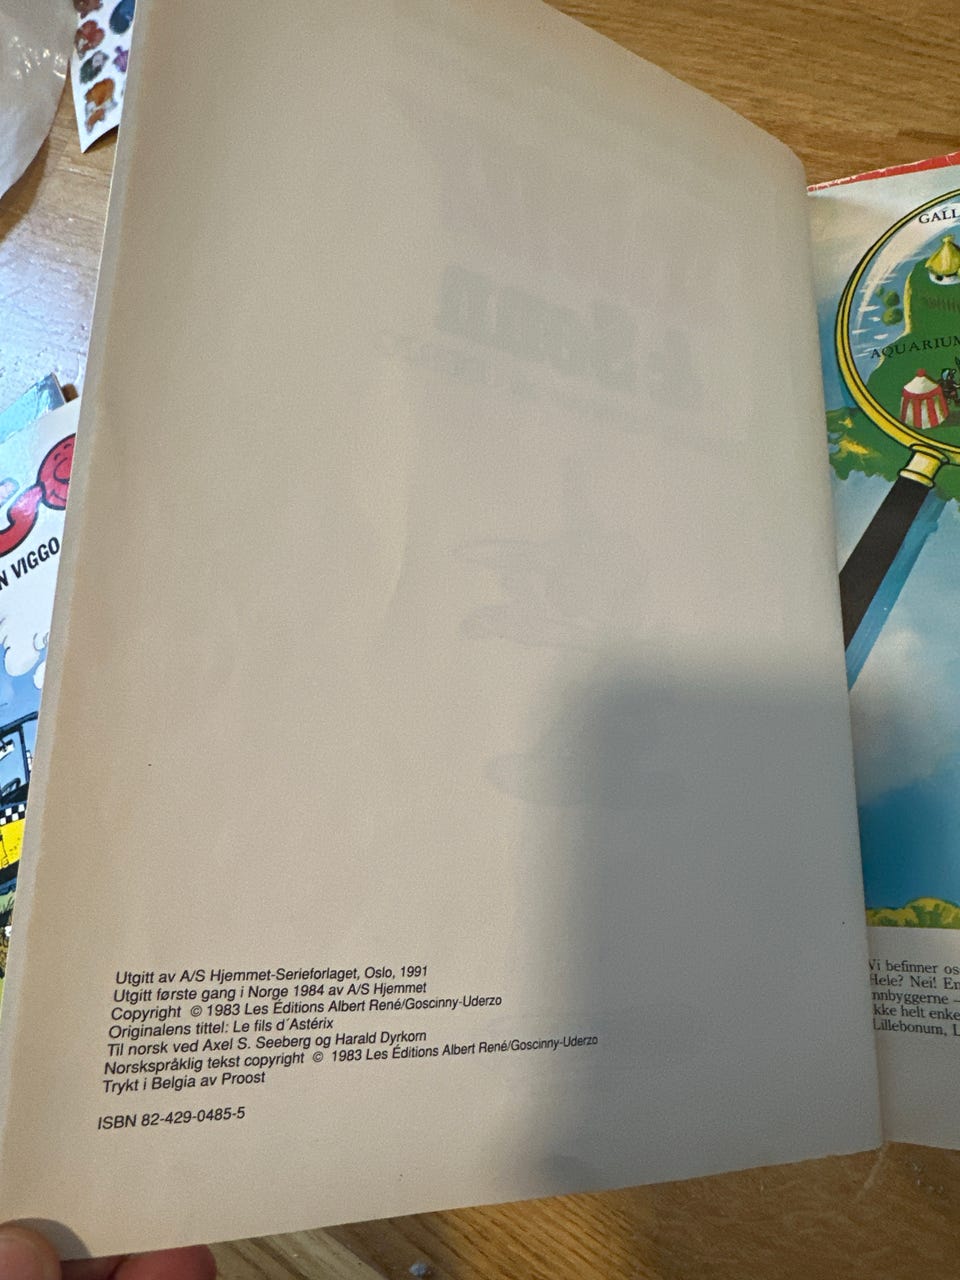 Utgitt av A/S Hjemmet-Serieforlaget, Oslo, 1991
Utgitt første gang i Norge 1984 av A/S Hjemmet
Copyright © 1983 Les Éditions Albert René/Goscinny-Uderzo
Originalens tittel: Le fils d´Astérix
Til norsk ved Axel S. Seeberg og Harald Dyrkorn
Norskspråklig tekst copyright © 1983 Les Éditions Albert René/Goscinny-Uderzo
Trykt i Belgia av Proost
ISBN 82-429-0485-5
VIGGO
GALL
AQUARIUM
Vi befinner os
Hele? Nei! En
nnbyggerne –
kke helt enke
Lillebonum, L